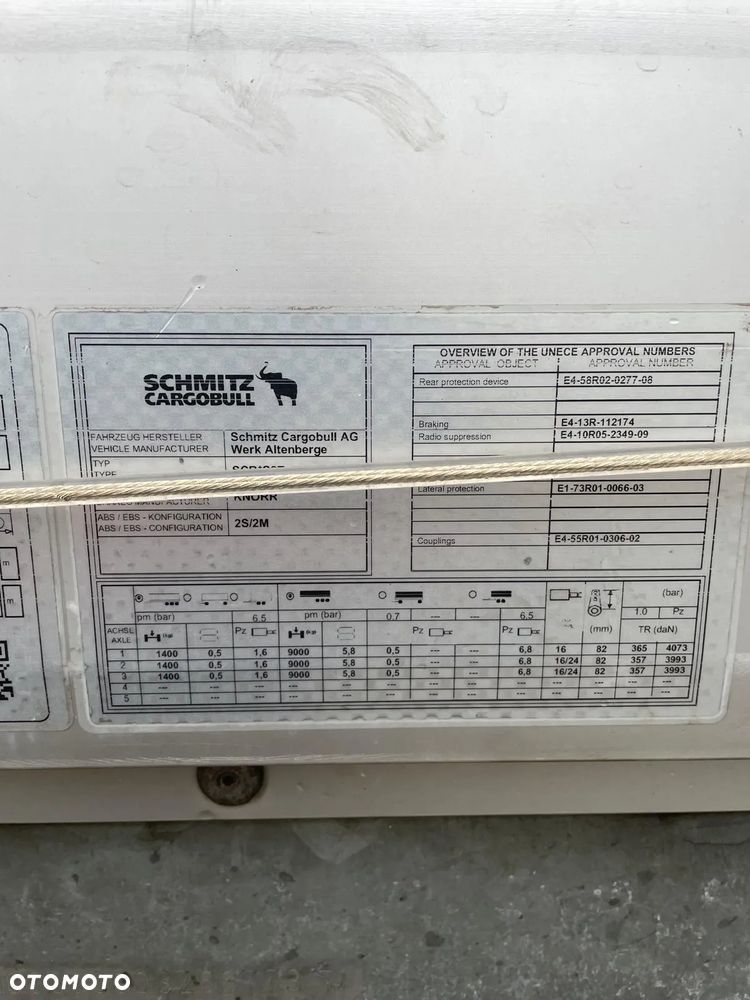 SCHMITZ
CARGOBULL
FAHRZEUG HERSTELLER
VEHICLE MANUFACTURER
Schmitz Cargobull AG
Werk Altenberge
TYP
TYPE
KNORR
ABS / EBS - KONFIGURATION
ABS / EBS - CONFIGURATION
2S/2M
OVERVIEW OF THE UNECE APPROVAL NUMBERS
APPROVAL OBJECT APPROVAL NUMBER
Rear protection device E4-58R02-0277-08
Braking E4-13R-112174
Radio suppression E4-10R05-2349-09
Lateral protection E1-73R01-0066-03
Couplings E4-55R01-0306-02
(bar)
pm (bar) 6.5 pm (bar) 0.7 --- --- 6.5 1.0 Pz
ACHSE
AXLE
(kg) Pz (kg) Pz (mm) TR (daN)
1 1400 0,5 1,6 9000 5,8 0,5 --- --- 6,8 16 82 365 4073
2 1400 0,5 1,6 9000 5,8 0,5 --- --- 6,8 16/24 82 357 3993
3 1400 0,5 1,6 9000 5,8 0,5 --- --- 6,8 16/24 82 357 3993
4 --- --- --- --- --- --- --- --- --- --- --- --- ---
5 --- --- --- --- --- --- --- --- --- --- --- --- ---
m
m
OTOMOTO